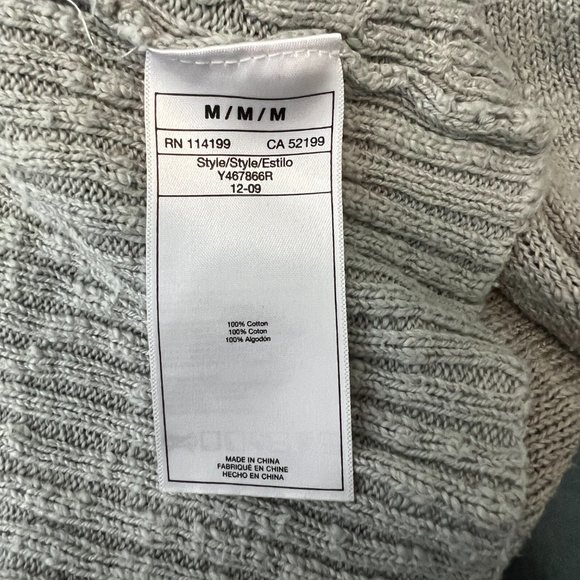 M / M / M
RN 114199 CA 52199
Style/Style/Estilo
Y467866R
12-09
100% Cotton
100% Coton
100% Algodón
MADE IN CHINA
FABRIQUÉ EN CHINE
HECHO EN CHINA